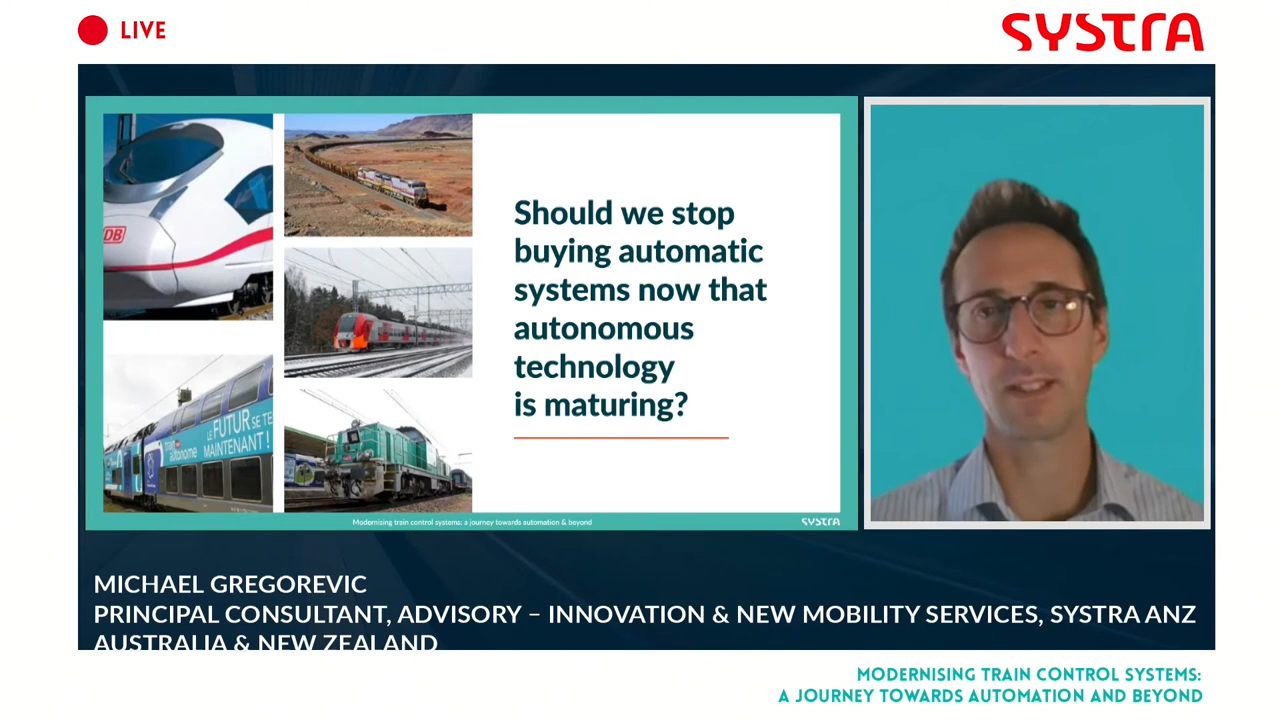 LIVE
SYSTRA
DB
LE FUTUR SE TE
MAINTENANT !
train
autonome
Should we stop
buying automatic
systems now that
autonomous
technology
is maturing?
Modernising train control systems: a journey towards automation & beyond
SYSTRA
MICHAEL GREGOREVIC
PRINCIPAL CONSULTANT, ADVISORY – INNOVATION & NEW MOBILITY SERVICES, SYSTRA ANZ
AUSTRALIA & NEW ZEALAND
MODERNISING TRAIN CONTROL SYSTEMS:
A JOURNEY TOWARDS AUTOMATION AND BEYOND